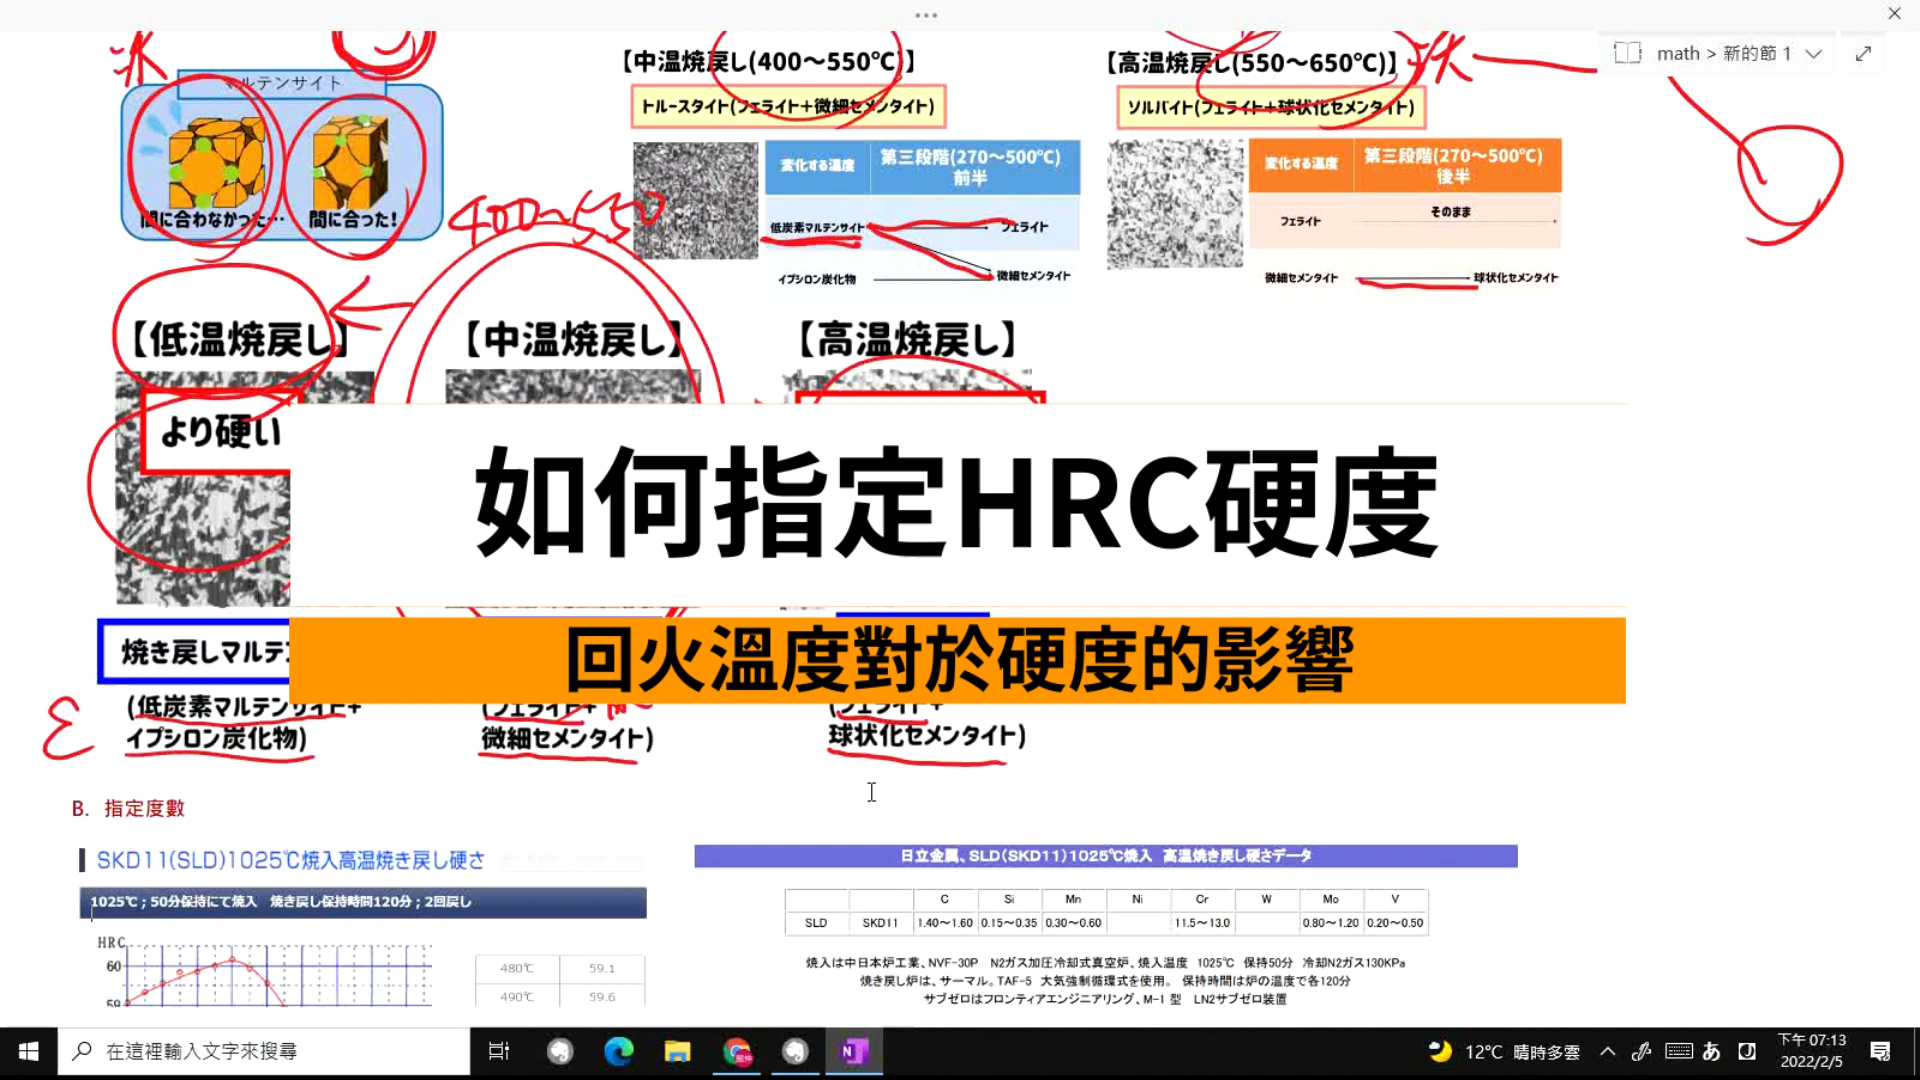 氷
マルテンサイト
間に合わなかった…
間に合った!
【中温焼戻し(400～550℃)】
トルースタイト(フェライト＋微細セメンタイト)
変化する温度
第三段階(270～500℃)
前半
低炭素マルテンサイト
フェライト
イプシロン炭化物
微細セメンタイト
【高温焼戻し(550～650℃)】
ソルバイト(フェライト＋球状化セメンタイト)
変化する温度
第三段階(270～500℃)
後半
フェライト
そのまま
微細セメンタイト
球状化セメンタイト
math > 新的節 1
400~550
【低温焼戻し】
【中温焼戻し】
【高温焼戻し】
より硬い
如何指定HRC硬度
回火溫度對於硬度的影響
焼き戻しマルテ
(低炭素マルテンサイト+
イプシロン炭化物)
ε
(フェライト+
微細セメンタイト)
(フェライト+
球状化セメンタイト)
B. 指定度數
SKD11(SLD)1025℃焼入高温焼き戻し硬さ
1025℃；50分保持にて焼入　焼き戻し保持時間120分；2回戻し
HRC
60
59
480℃ 59.1
490℃ 59.6
日立金属、SLD(SKD11)1025℃焼入　高温焼き戻し硬さデータ
C Si Mn Ni Cr W Mo V
SLD SKD11 1.40～1.60 0.15～0.35 0.30～0.60 11.5～13.0 0.80～1.20 0.20～0.50
焼入は中日本炉工業、NVF-30P　N2ガス加圧冷却式真空炉、焼入温度　1025℃　保持50分　冷却N2ガス130KPa
焼き戻し炉は、サーマル。TAF-5　大気強制循環式を使用。 保持時間は炉の温度で各120分
サブゼロはフロンティアエンジニアリング、M-1 型　LN2サブゼロ装置
在這裡輸入文字來搜尋
12°C 晴時多雲
あ
下午 07:13
2022/2/5